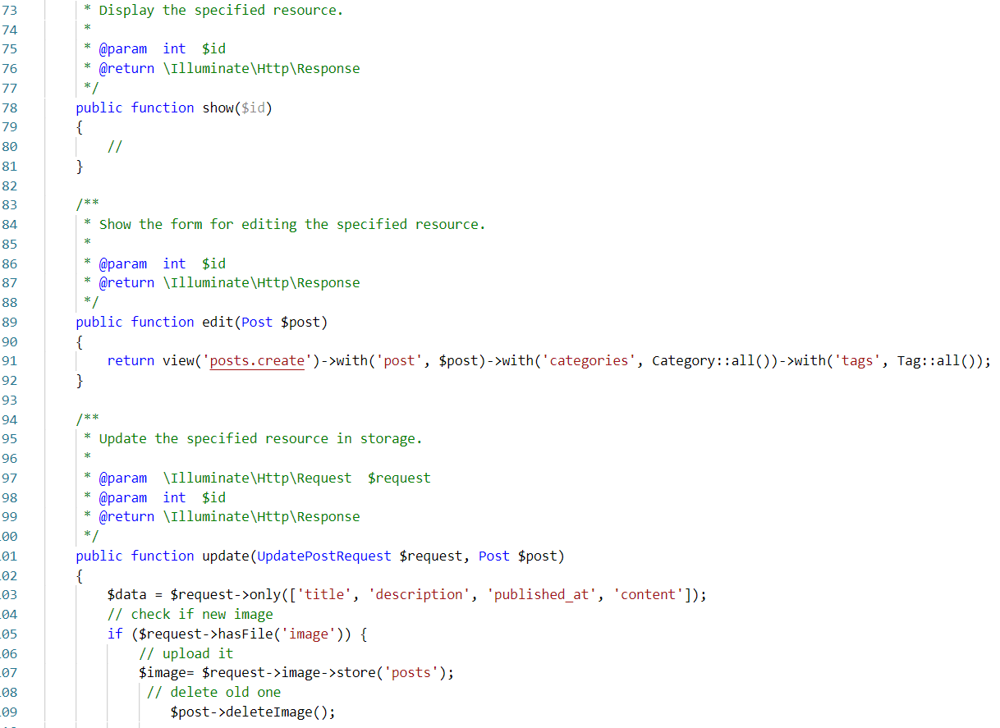 73 * Display the specified resource.
74 *
75 * @param  int  $id
76 * @return \Illuminate\Http\Response
77 */
78 public function show($id)
79 {
80     //
81 }
82
83 /**
84 * Show the form for editing the specified resource.
85 *
86 * @param  int  $id
87 * @return \Illuminate\Http\Response
88 */
89 public function edit(Post $post)
90 {
91     return view('posts.create')->with('post', $post)->with('categories', Category::all())->with('tags', Tag::all());
92 }
93
94 /**
95 * Update the specified resource in storage.
96 *
97 * @param  \Illuminate\Http\Request  $request
98 * @param  int  $id
99 * @return \Illuminate\Http\Response
00 */
01 public function update(UpdatePostRequest $request, Post $post)
02 {
03     $data = $request->only(['title', 'description', 'published_at', 'content']);
04     // check if new image
05     if ($request->hasFile('image')) {
06         // upload it
07         $image= $request->image->store('posts');
08          // delete old one
09             $post->deleteImage();